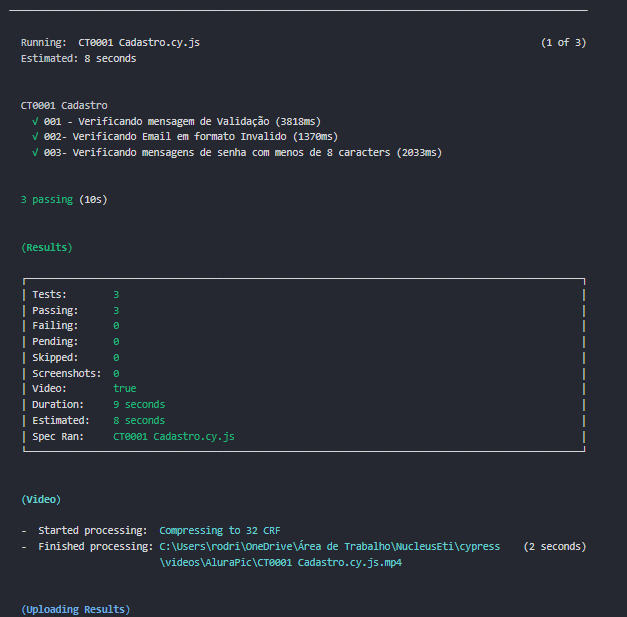 Running:  CT0001 Cadastro.cy.js (1 of 3)
Estimated: 8 seconds
CT0001 Cadastro
√ 001 - Verificando mensagem de Validação (3818ms)
√ 002- Verificando Email em formato Invalido (1370ms)
√ 003- Verificando mensagens de senha com menos de 8 caracters (2033ms)
3 passing (10s)
(Results)
Tests: 3
Passing: 3
Failing: 0
Pending: 0
Skipped: 0
Screenshots: 0
Video: true
Duration: 9 seconds
Estimated: 8 seconds
Spec Ran: CT0001 Cadastro.cy.js
(Video)
- Started processing: Compressing to 32 CRF
- Finished processing: C:\Users\rodri\OneDrive\Área de Trabalho\NucleusEti\cypress (2 seconds)
\videos\AluraPic\CT0001 Cadastro.cy.js.mp4
(Uploading Results)